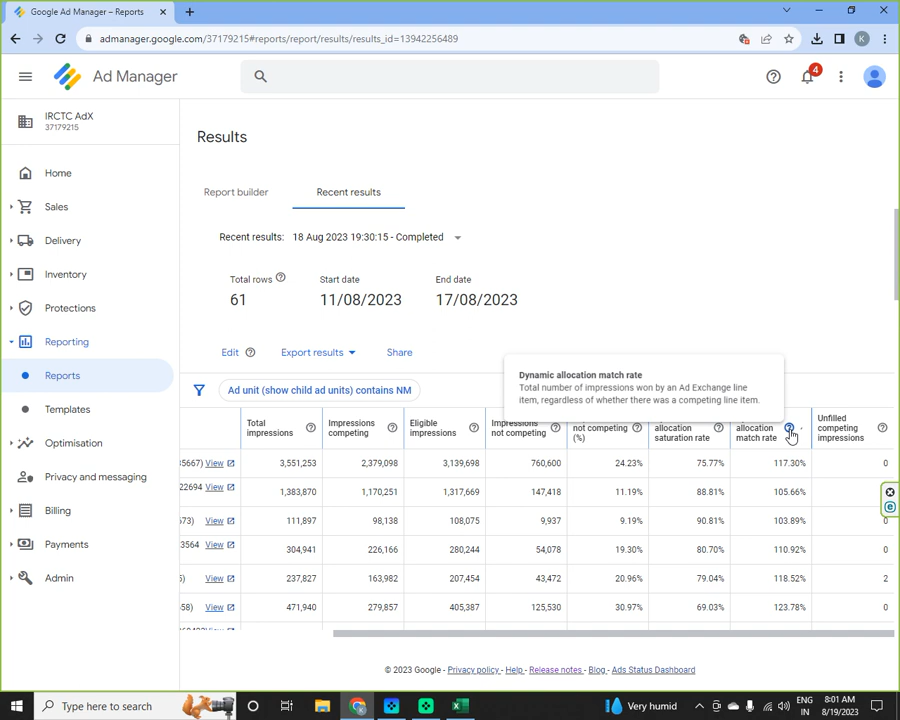 Google Ad Manager – Reports
admanager.google.com/37179215#reports/report/results/results_id=13942256489
K
Ad Manager
4
IRCTC AdX
37179215
Home
Sales
Delivery
Inventory
Protections
Reporting
Reports
Templates
Optimisation
Privacy and messaging
Billing
Payments
Admin
Results
Report builder
Recent results
Recent results: 18 Aug 2023 19:30:15 - Completed
Total rows
61
Start date
11/08/2023
End date
17/08/2023
Edit
Export results
Share
Dynamic allocation match rate
Total number of impressions won by an Ad Exchange line
item, regardless of whether there was a competing line item.
Ad unit (show child ad units) contains NM
Total
impressions
Impressions
competing
Eligible
impressions
Impressions
not competing
not competing
(%)
allocation
saturation rate
allocation
match rate
Unfilled
competing
impressions
35667) View 3,551,253 2,379,098 3,139,698 760,600 24.23% 75.77% 117.30% 0
22694 View 1,383,870 1,170,251 1,317,669 147,418 11.19% 88.81% 105.66% 0
673) View 111,897 98,138 108,075 9,937 9.19% 90.81% 103.89% 0
3564 View 304,941 226,166 280,244 54,078 19.30% 80.70% 110.92% 0
5) View 237,827 163,982 207,454 43,472 20.96% 79.04% 118.52% 2
58) View 471,940 279,857 405,387 125,530 30.97% 69.03% 123.78% 0
© 2023 Google - Privacy policy - Help - Release notes - Blog - Ads Status Dashboard
Type here to search
Very humid
ENG
IN
8:01 AM
8/19/2023